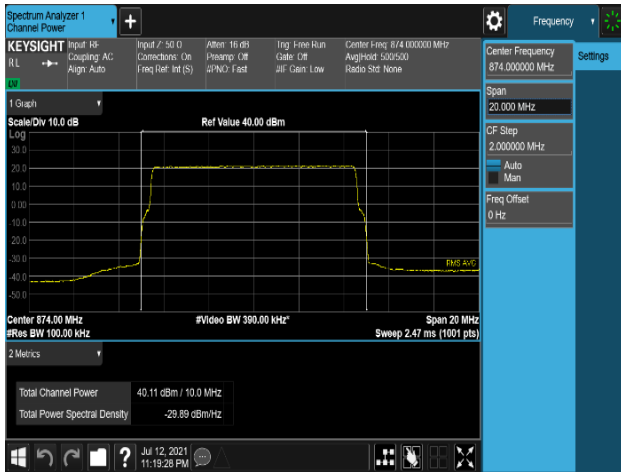 Spectrum Analyzer 1
Channel Power
+
Frequency
KEYSIGHT
RL
Input: RF
Coupling: AC
Align: Auto
Input Z: 50 Ω
Corrections: On
Freq Ref: Int (S)
Atten: 16 dB
Preamp: Off
#PNO: Fast
Trig: Free Run
Gate: Off
#IF Gain: Low
Center Freq: 874.000000 MHz
Avg|Hold: 500/500
Radio Std: None
Center Frequency
874.000000 MHz
Settings
Span
20.000 MHz
CF Step
2.000000 MHz
Auto
Man
Freq Offset
0 Hz
1 Graph
Scale/Div 10.0 dB
Ref Value 40.00 dBm
Log
30.0
20.0
10.0
0.00
-10.0
-20.0
-30.0
-40.0
-50.0
RMS AVG
Center 874.00 MHz
#Video BW 390.00 kHz*
Span 20 MHz
#Res BW 100.00 kHz
Sweep 2.47 ms (1001 pts)
2 Metrics
Total Channel Power 40.11 dBm / 10.0 MHz
Total Power Spectral Density -29.89 dBm/Hz
?
Jul 12, 2021
11:19:28 PM